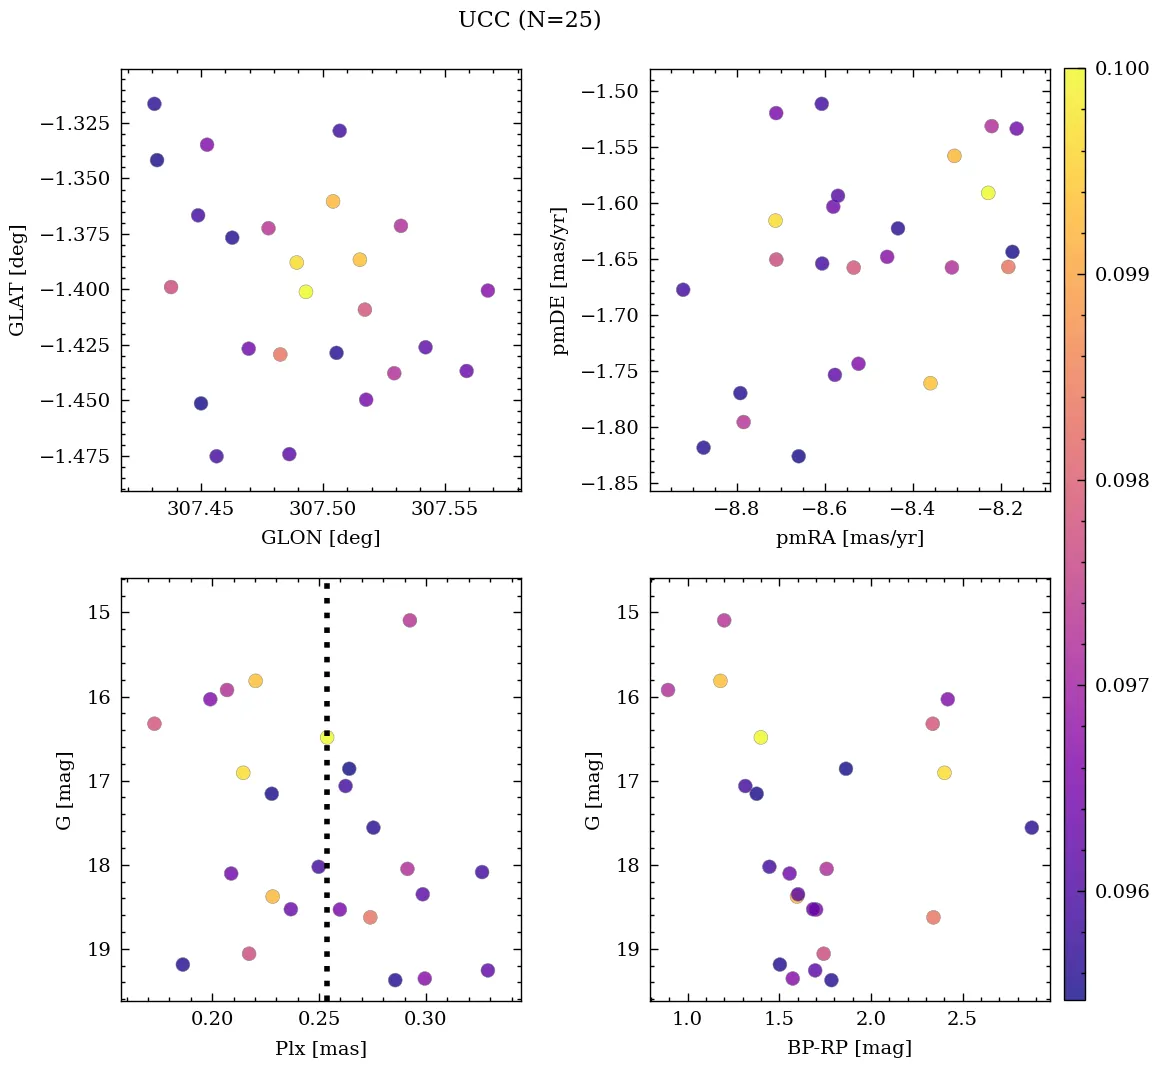 UCC (N=25)
−1.325
−1.350
−1.375
−1.400
−1.425
−1.450
−1.475
GLAT [deg]
307.45 307.50 307.55
GLON [deg]
−1.50
−1.55
−1.60
−1.65
−1.70
−1.75
−1.80
−1.85
pmDE [mas/yr]
−8.8 −8.6 −8.4 −8.2
pmRA [mas/yr]
0.100
0.099
0.098
0.097
0.096
15
16
17
18
19
G [mag]
0.20 0.25 0.30
Plx [mas]
15
16
17
18
19
G [mag]
1.0 1.5 2.0 2.5
BP-RP [mag]